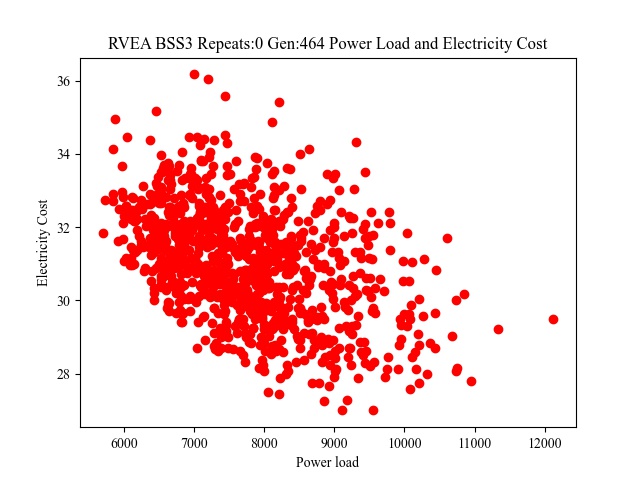 RVEA BSS3 Repeats:0 Gen:464 Power Load and Electricity Cost
36
34
32
30
28
Electricity Cost
6000 7000 8000 9000 10000 11000 12000
Power load